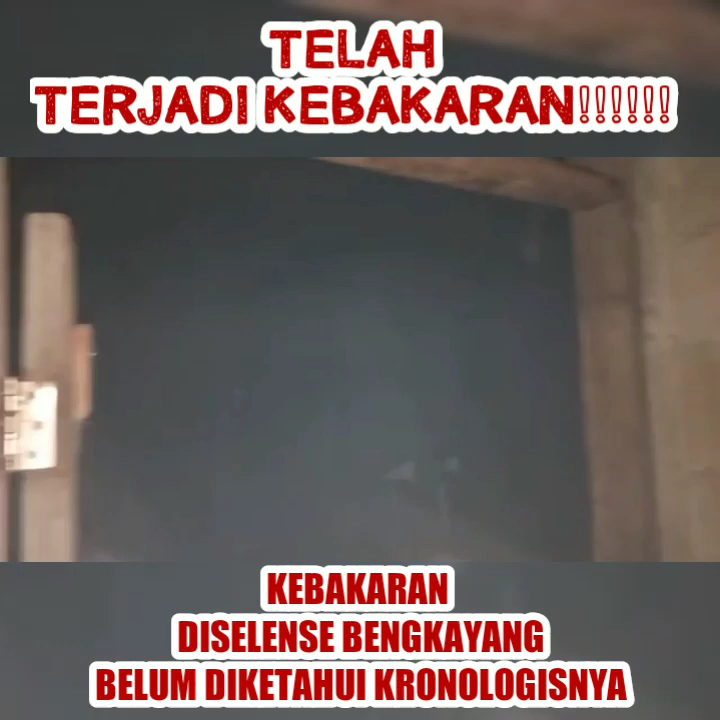 TELAH
TERJADI KEBAKARAN!!!!!!
KEBAKARAN
DISELENSE BENGKAYANG
BELUM DIKETAHUI KRONOLOGISNYA